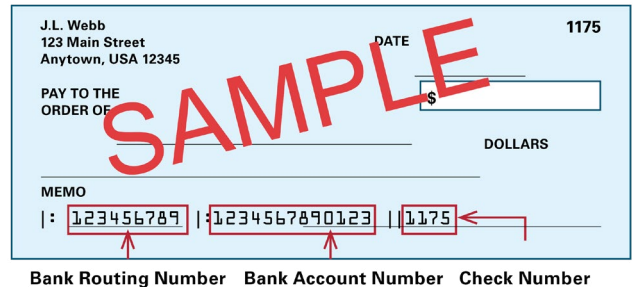 J.L. Webb
123 Main Street
Anytown, USA 12345
1175
DATE
SAMPLE
PAY TO THE
ORDER OF
$
DOLLARS
MEMO
|: 123456789 |:1234567890123 ||1175
Bank Routing Number Bank Account Number Check Number